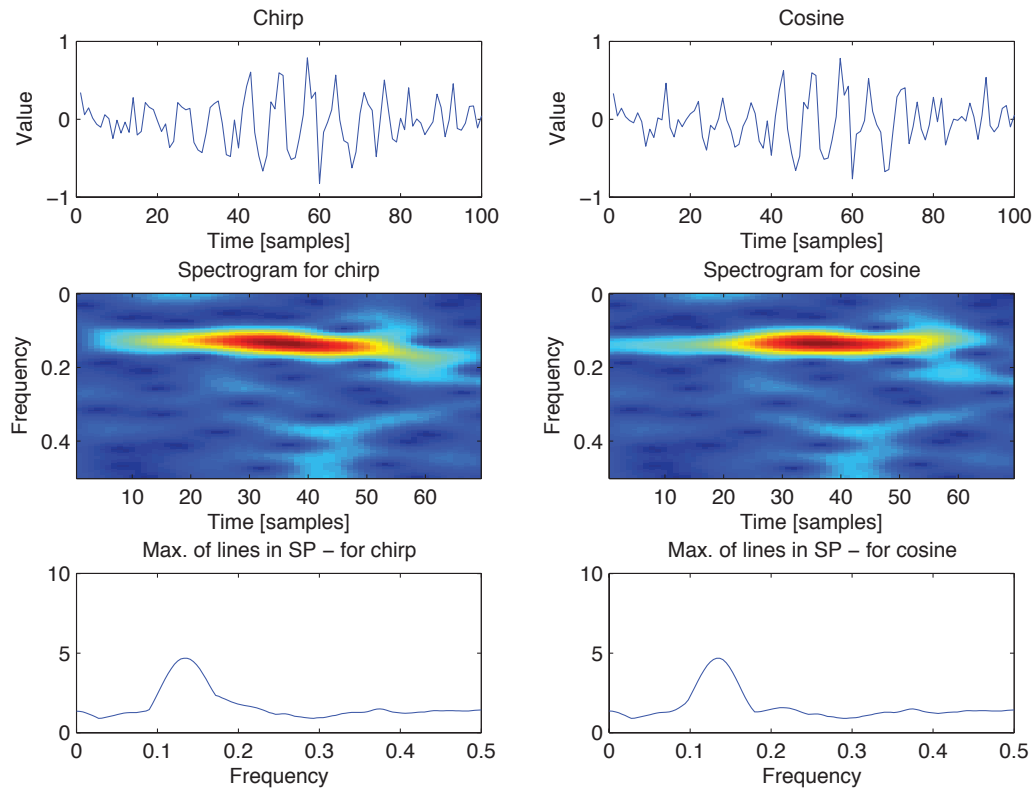 Chirp
1
0
−1
Value
0 20 40 60 80 100
Time [samples]
Cosine
1
0
−1
Value
0 20 40 60 80 100
Time [samples]
Spectrogram for chirp
0
0.2
0.4
Frequency
10 20 30 40 50 60
Time [samples]
Spectrogram for cosine
0
0.2
0.4
Frequency
10 20 30 40 50 60
Time [samples]
Max. of lines in SP − for chirp
10
5
0
0 0.1 0.2 0.3 0.4 0.5
Frequency
Max. of lines in SP − for cosine
10
5
0
0 0.1 0.2 0.3 0.4 0.5
Frequency